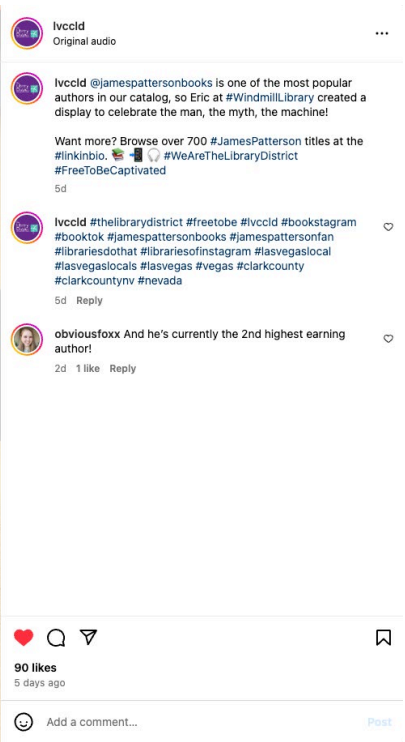 lvccld
Original audio
lvccld @jamespattersonbooks is one of the most popular
authors in our catalog, so Eric at #WindmillLibrary created a
display to celebrate the man, the myth, the machine!
Want more? Browse over 700 #JamesPatterson titles at the
#linkinbio. 📚 📲 🎧 #WeAreTheLibraryDistrict
#FreeToBeCaptivated
5d
lvccld #thelibrarydistrict #freetobe #lvccld #bookstagram
#booktok #jamespattersonbooks #jamespattersonfan
#librariesdothat #librariesofinstagram #lasvegaslocal
#lasvegaslocals #lasvegas #vegas #clarkcounty
#clarkcountynv #nevada
5d Reply
obviousfoxx And he's currently the 2nd highest earning
author!
2d 1 like Reply
90 likes
5 days ago
Add a comment...
Post